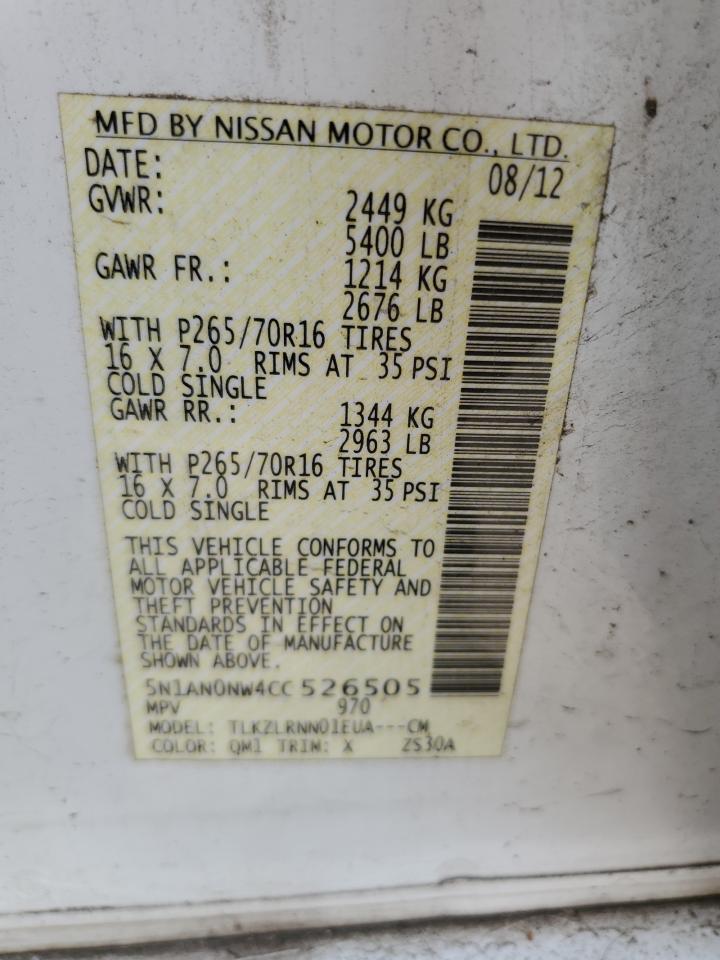 MFD BY NISSAN MOTOR CO., LTD.
DATE: 08/12
GVWR: 2449 KG
5400 LB
GAWR FR.: 1214 KG
2676 LB
WITH P265/70R16 TIRES
16 X 7.0 RIMS AT 35 PSI
COLD SINGLE
GAWR RR.: 1344 KG
2963 LB
WITH P265/70R16 TIRES
16 X 7.0 RIMS AT 35 PSI
COLD SINGLE
THIS VEHICLE CONFORMS TO
ALL APPLICABLE FEDERAL
MOTOR VEHICLE SAFETY AND
THEFT PREVENTION
STANDARDS IN EFFECT ON
THE DATE OF MANUFACTURE
SHOWN ABOVE.
5N1AN0NW4CC 526505
MPV 970
MODEL: TLKZLRNN01EUA---CM
COLOR: QM1 TRIM: X ZS30A